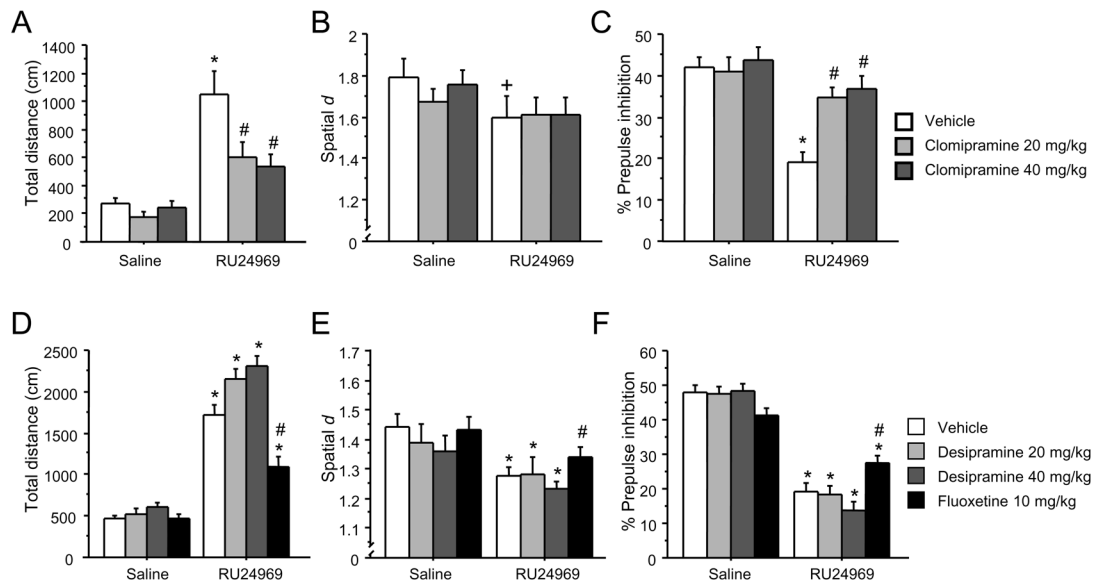 A
Total distance (cm)
1400
1200
1000
800
600
400
200
0
*
#
#
Saline
RU24969
B
Spatial d
2
1.8
1.6
1.4
1.2
0
+
Saline
RU24969
C
% Prepulse inhibition
50
40
30
20
10
0
*
#
#
Saline
RU24969
Vehicle
Clomipramine 20 mg/kg
Clomipramine 40 mg/kg
D
Total distance (cm)
2500
2000
1500
1000
500
0
*
*
*
#
*
Saline
RU24969
E
Spatial d
1.7
1.6
1.5
1.4
1.3
1.2
1.1
0
*
*
*
#
Saline
RU24969
F
% Prepulse inhibition
60
50
40
30
20
10
0
*
*
*
#
*
Saline
RU24969
Vehicle
Desipramine 20 mg/kg
Desipramine 40 mg/kg
Fluoxetine 10 mg/kg